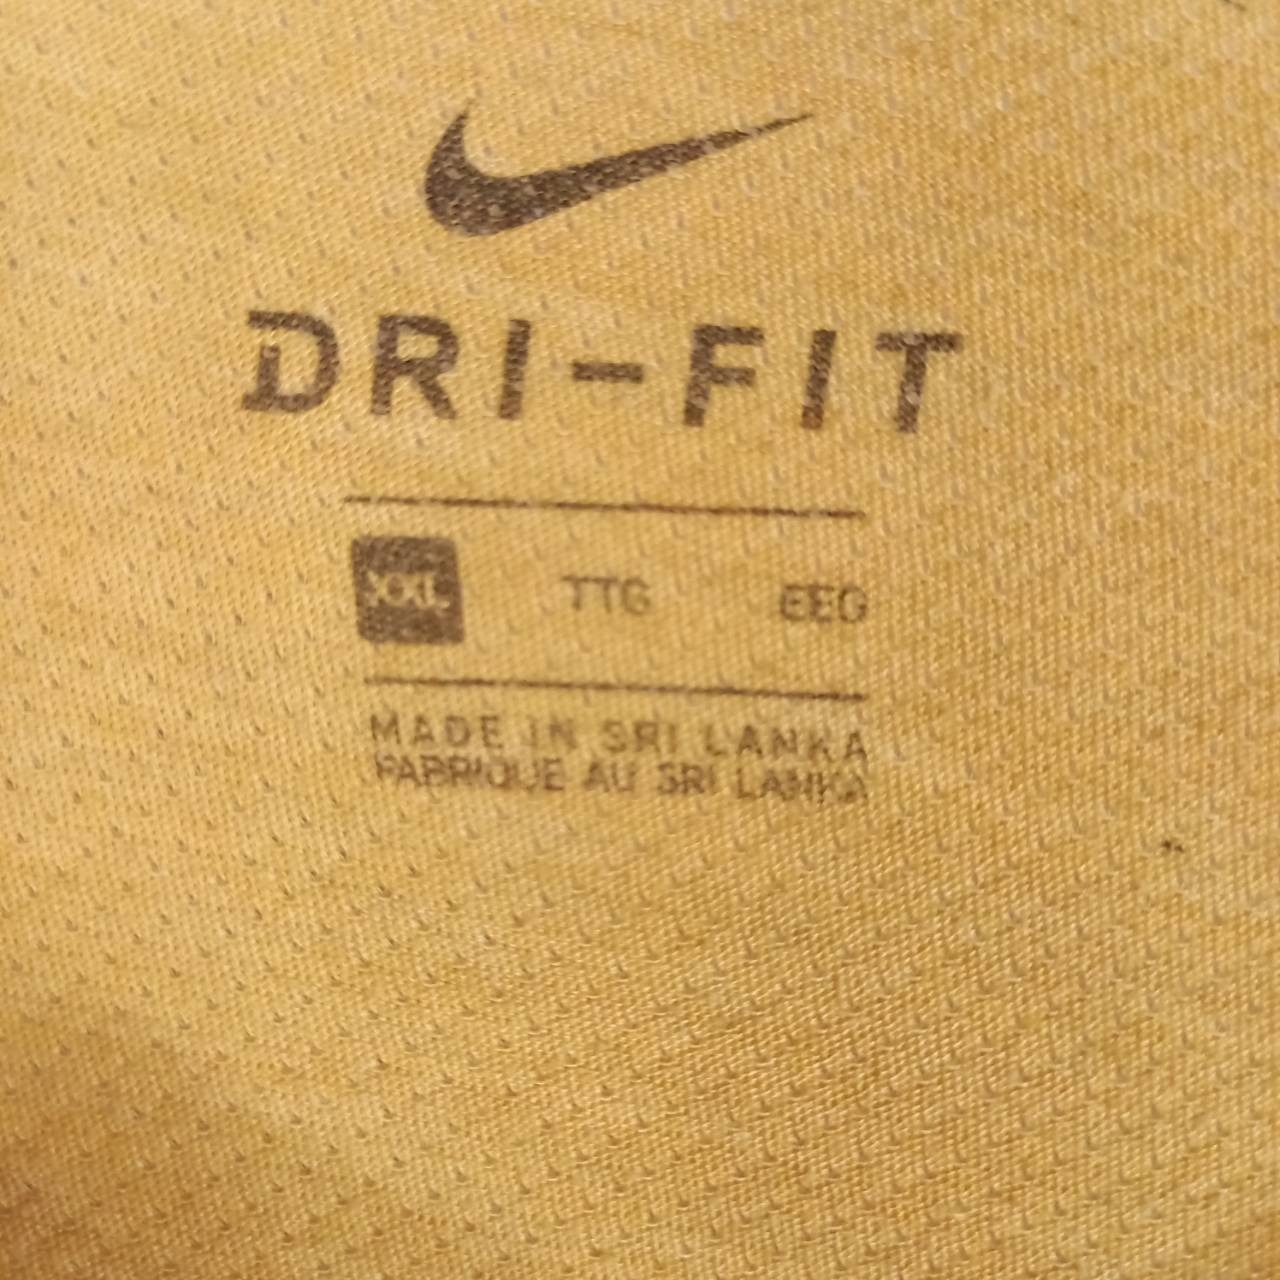 DRI-FIT
XXL TTG EEG
MADE IN SRI LANKA
FABRIQUE AU SRI LANKA